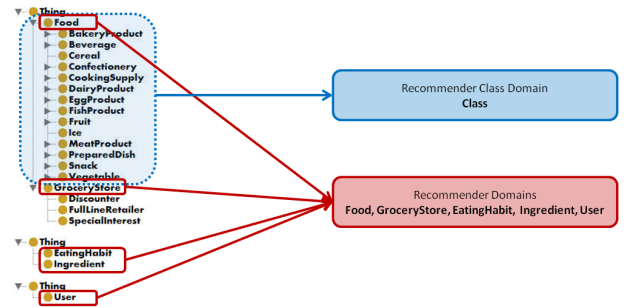 Thing
Food
BakeryProduct
Beverage
Cereal
Confectionery
CookingSupply
DairyProduct
EggProduct
FishProduct
Fruit
Ice
MeatProduct
PreparedDish
Snack
Vegetable
GroceryStore
Discounter
FullLineRetailer
SpecialInterest
Thing
EatingHabit
Ingredient
Thing
User
Recommender Class Domain
Class
Recommender Domains
Food, GroceryStore, EatingHabit, Ingredient, User